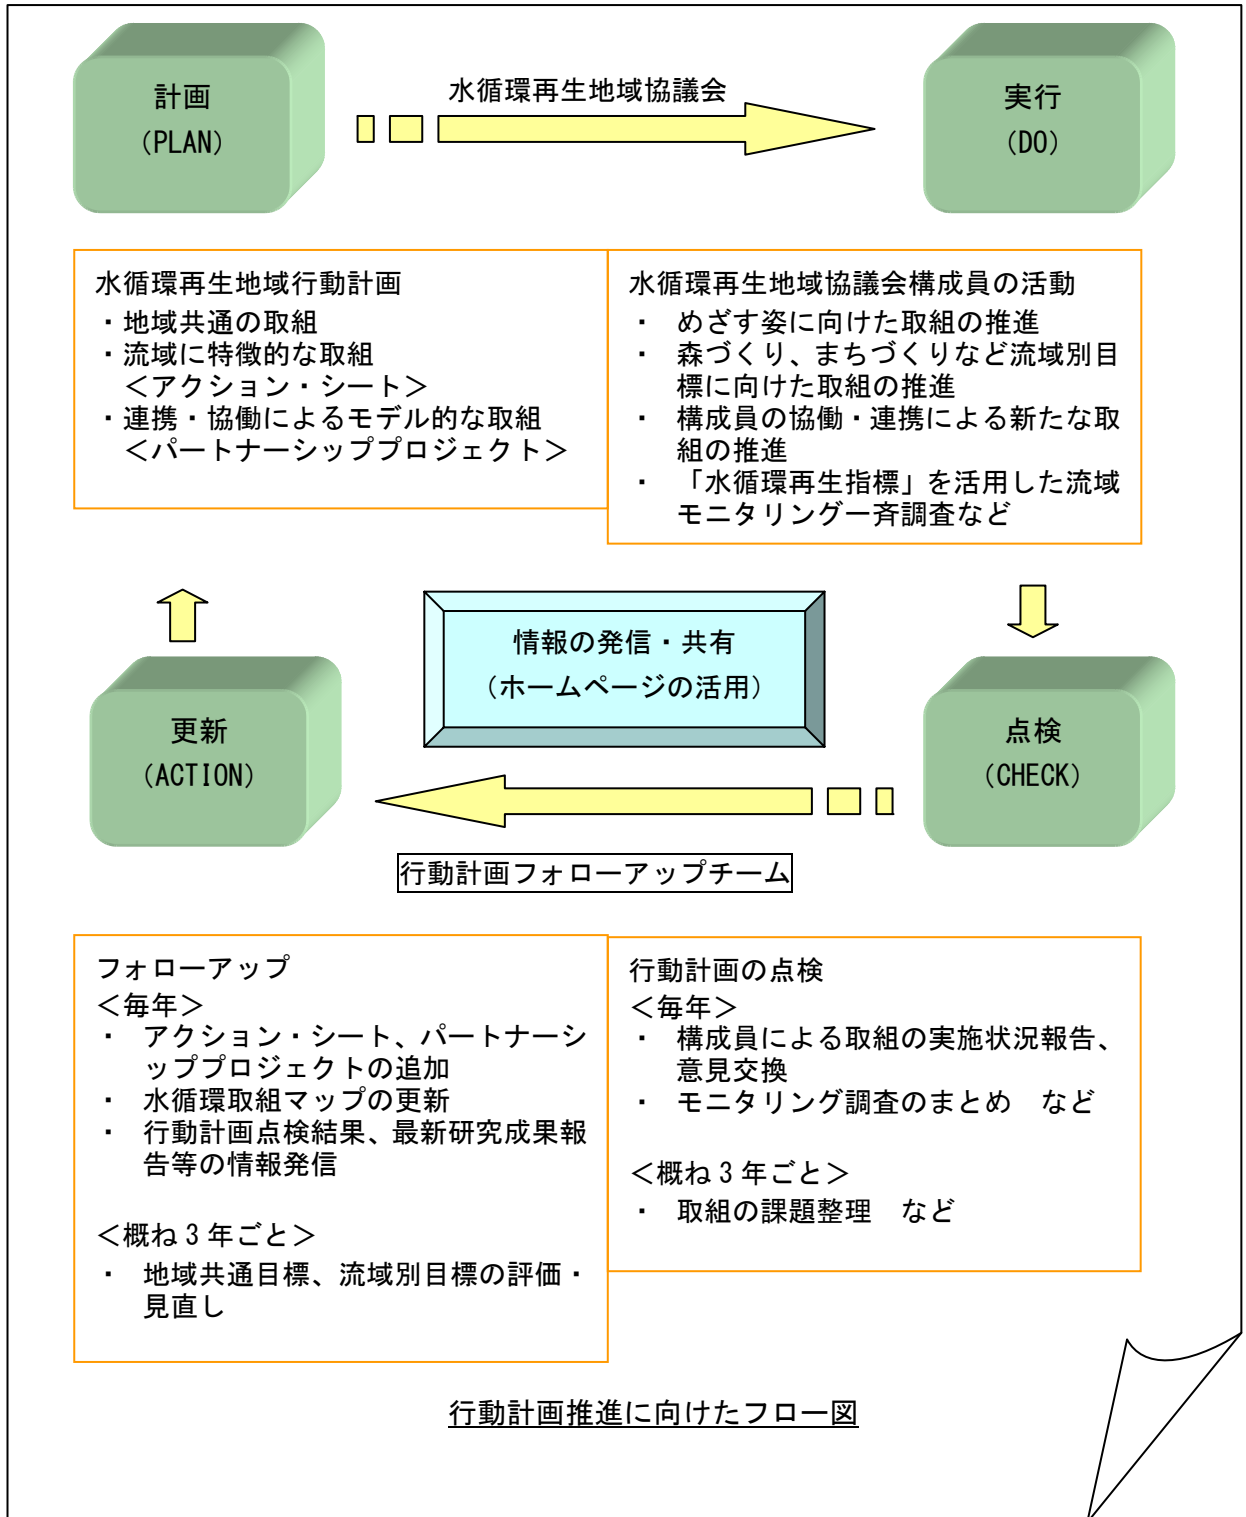 計画
(PLAN)
水循環再生地域協議会
実行
(DO)
水循環再生地域行動計画
・地域共通の取組
・流域に特徴的な取組
＜アクション・シート＞
・連携・協働によるモデル的な取組
＜パートナーシッププロジェクト＞
水循環再生地域協議会構成員の活動
・ めざす姿に向けた取組の推進
・ 森づくり、まちづくりなど流域別目
標に向けた取組の推進
・ 構成員の協働・連携による新たな取
組の推進
・ 「水循環再生指標」を活用した流域
モニタリング一斉調査など
情報の発信・共有
（ホームページの活用）
更新
(ACTION)
点検
(CHECK)
行動計画フォローアップチーム
フォローアップ
＜毎年＞
・ アクション・シート、パートナーシ
ッププロジェクトの追加
・ 水循環取組マップの更新
・ 行動計画点検結果、最新研究成果報
告等の情報発信
＜概ね３年ごと＞
・ 地域共通目標、流域別目標の評価・
見直し
行動計画の点検
＜毎年＞
・ 構成員による取組の実施状況報告、
意見交換
・ モニタリング調査のまとめ　など
＜概ね３年ごと＞
・ 取組の課題整理　など
行動計画推進に向けたフロー図